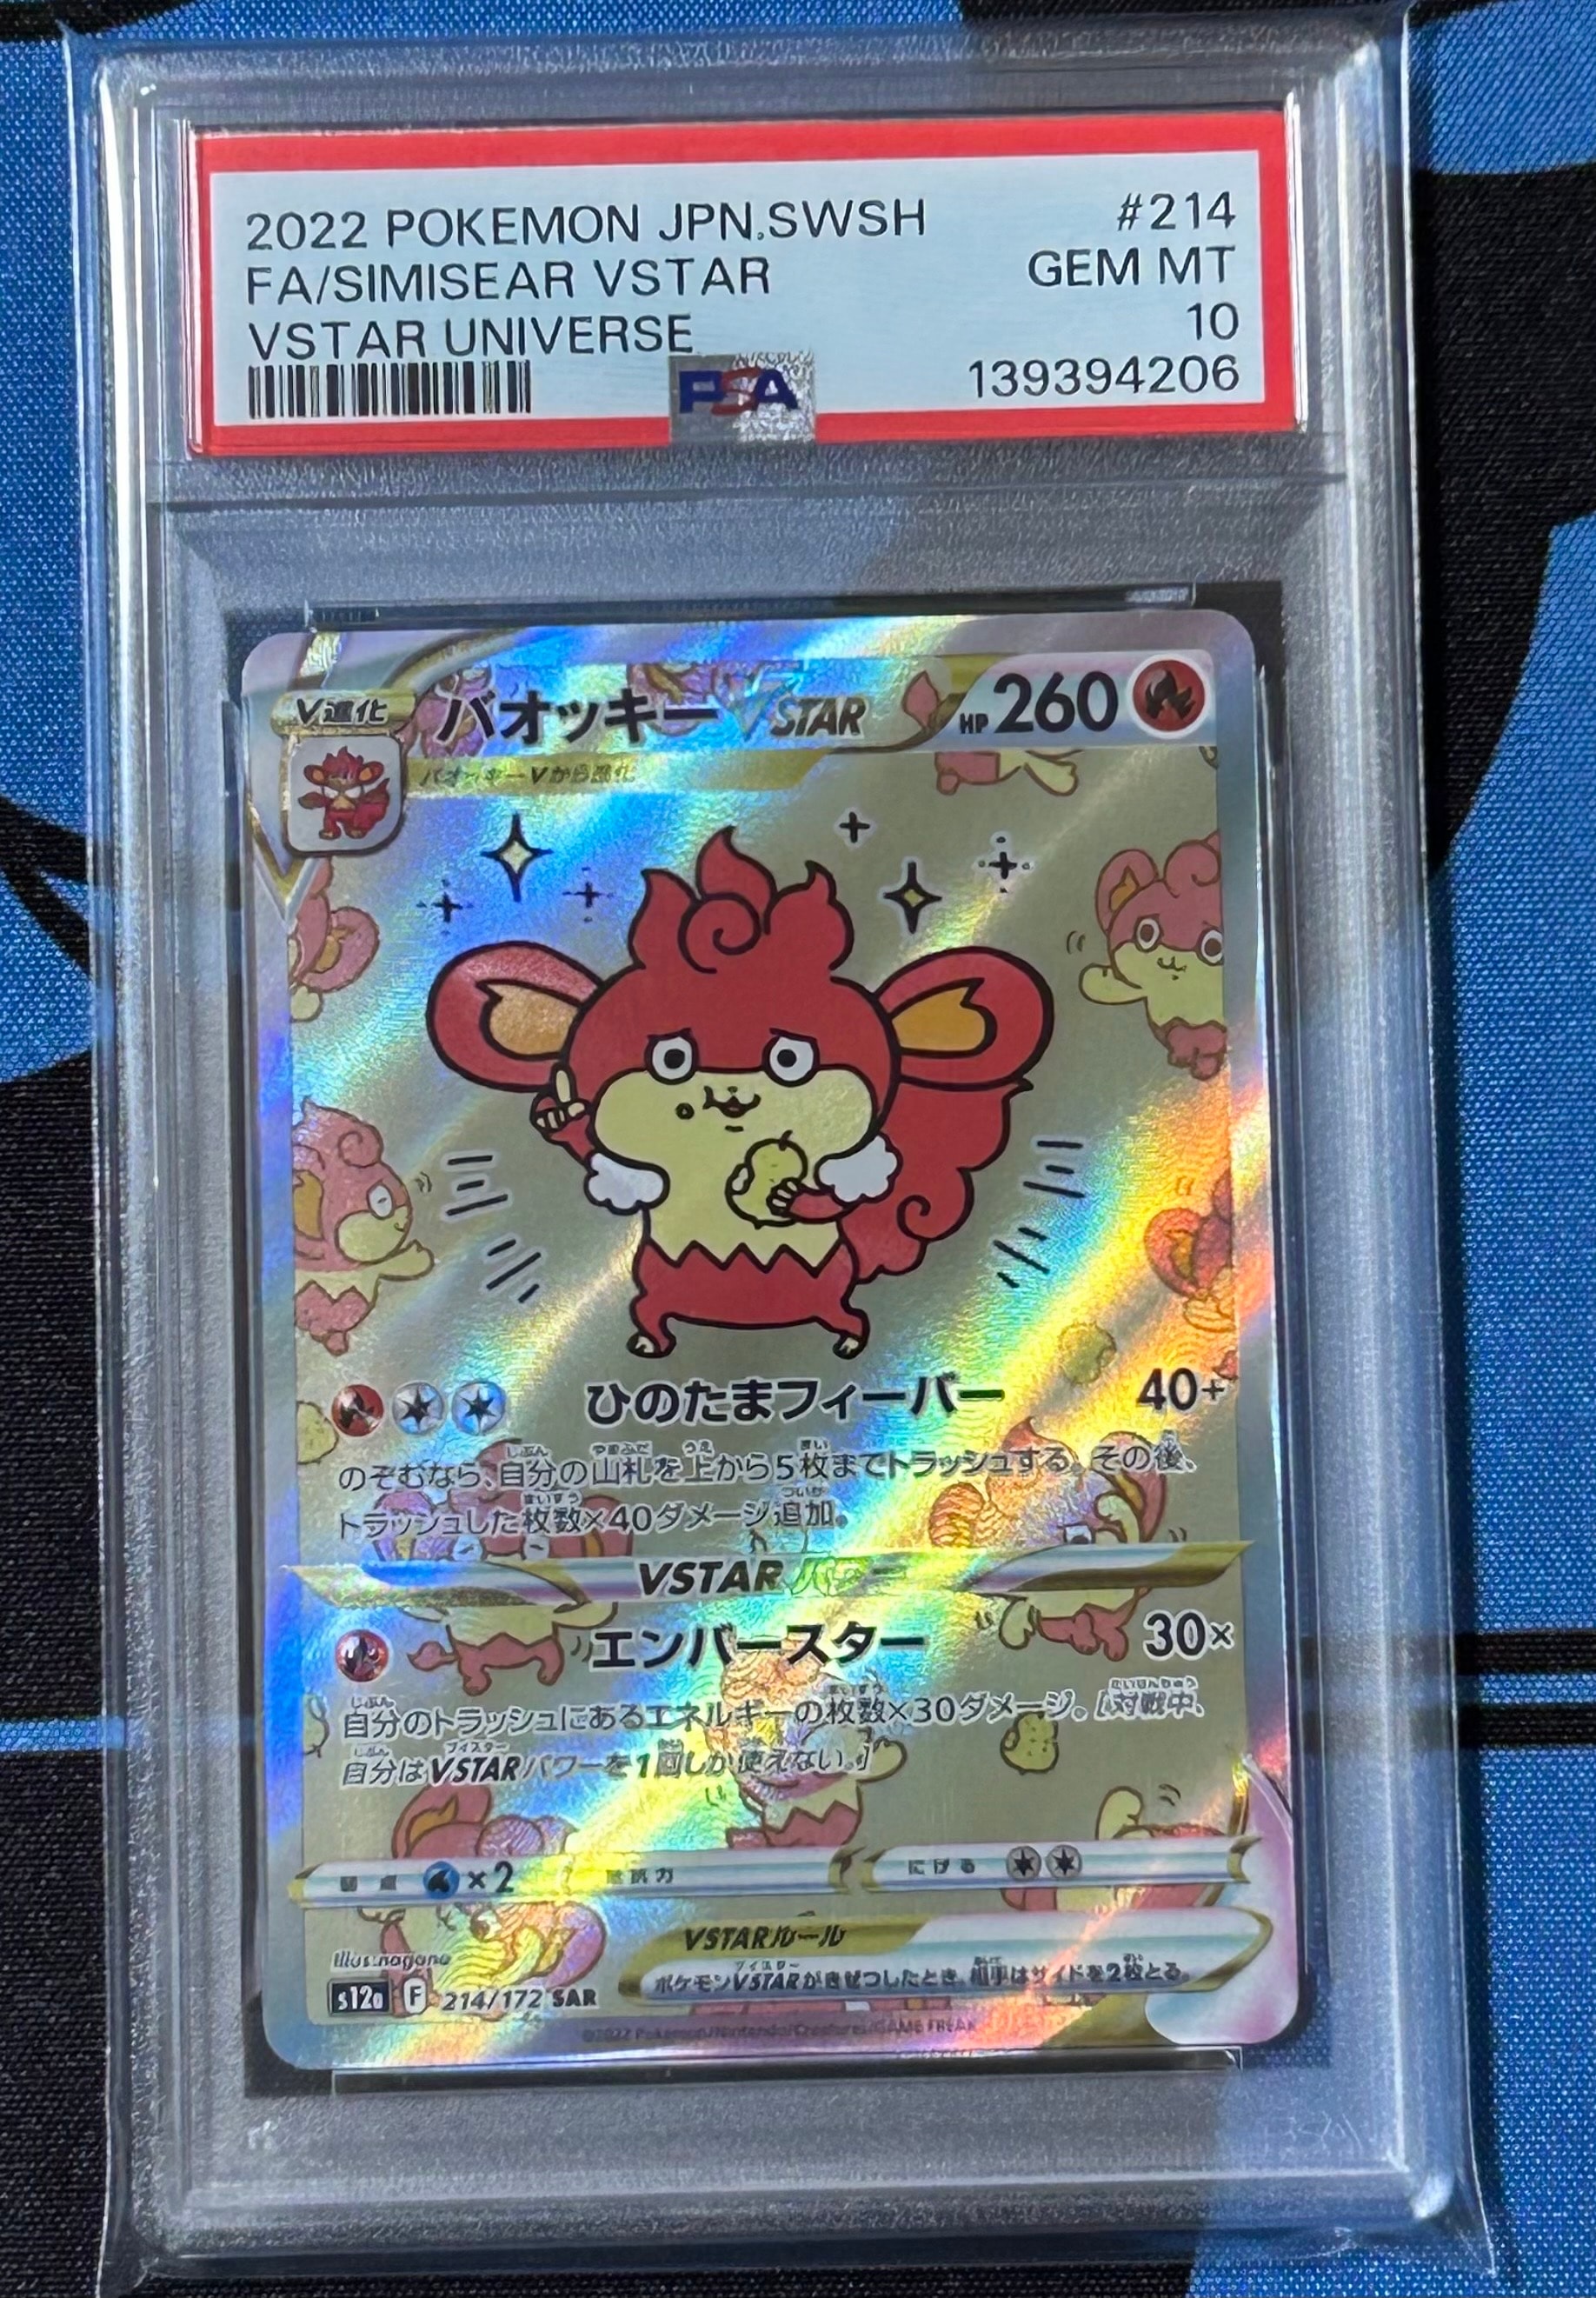 2022 POKEMON JPN.SWSH #214
FA/SIMISEAR VSTAR GEM MT
VSTAR UNIVERSE 10
PSA 139394206
V進化 バオッキー VSTAR HP 260
バオッキーVから進化
ひのたまフィーバー 40+
のぞむなら、自分の山札を上から5枚までトラッシュする。その後、
トラッシュした枚数×40ダメージ追加。
VSTARパワー
エンバースター 30×
自分のトラッシュにあるエネルギーの枚数×30ダメージ。[対戦中、
自分はVSTARパワーを1回しか使えない。]
弱点 ×2 抵抗力 にげる
Illus. nagano
VSTARルール
ポケモンVSTARがきぜつしたとき、相手はサイドを2枚とる。
s12a F 214/172 SAR
©2022 Pokémon/Nintendo/Creatures/GAME FREAK